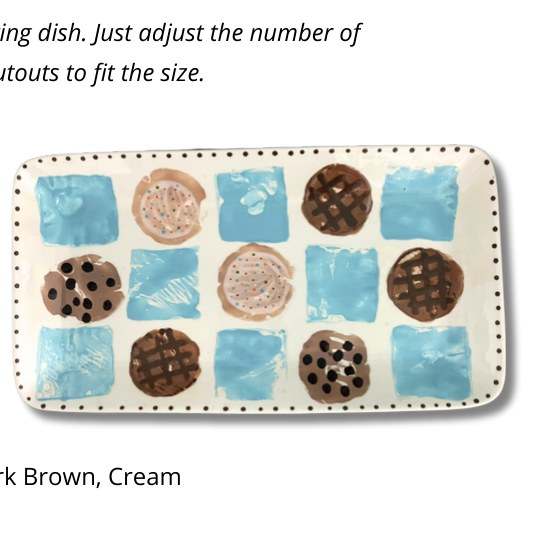 ing dish. Just adjust the number of
utouts to fit the size.
rk Brown, Cream